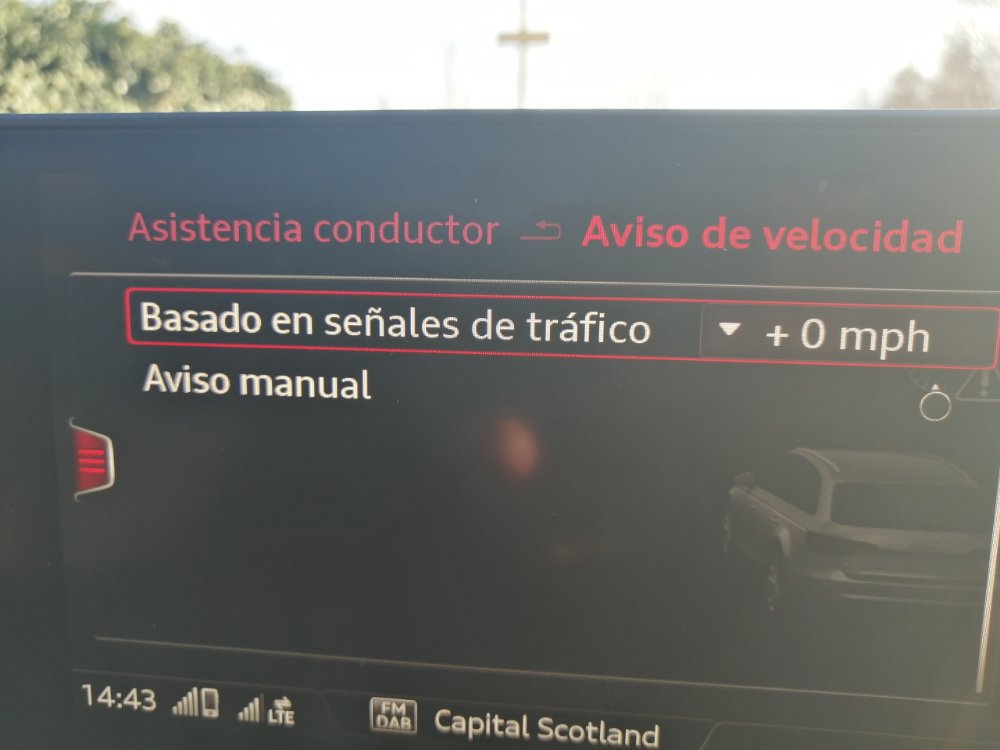 Asistencia conductor Aviso de velocidad
Basado en señales de tráfico + 0 mph
Aviso manual
14:43 LTE FM DAB Capital Scotland